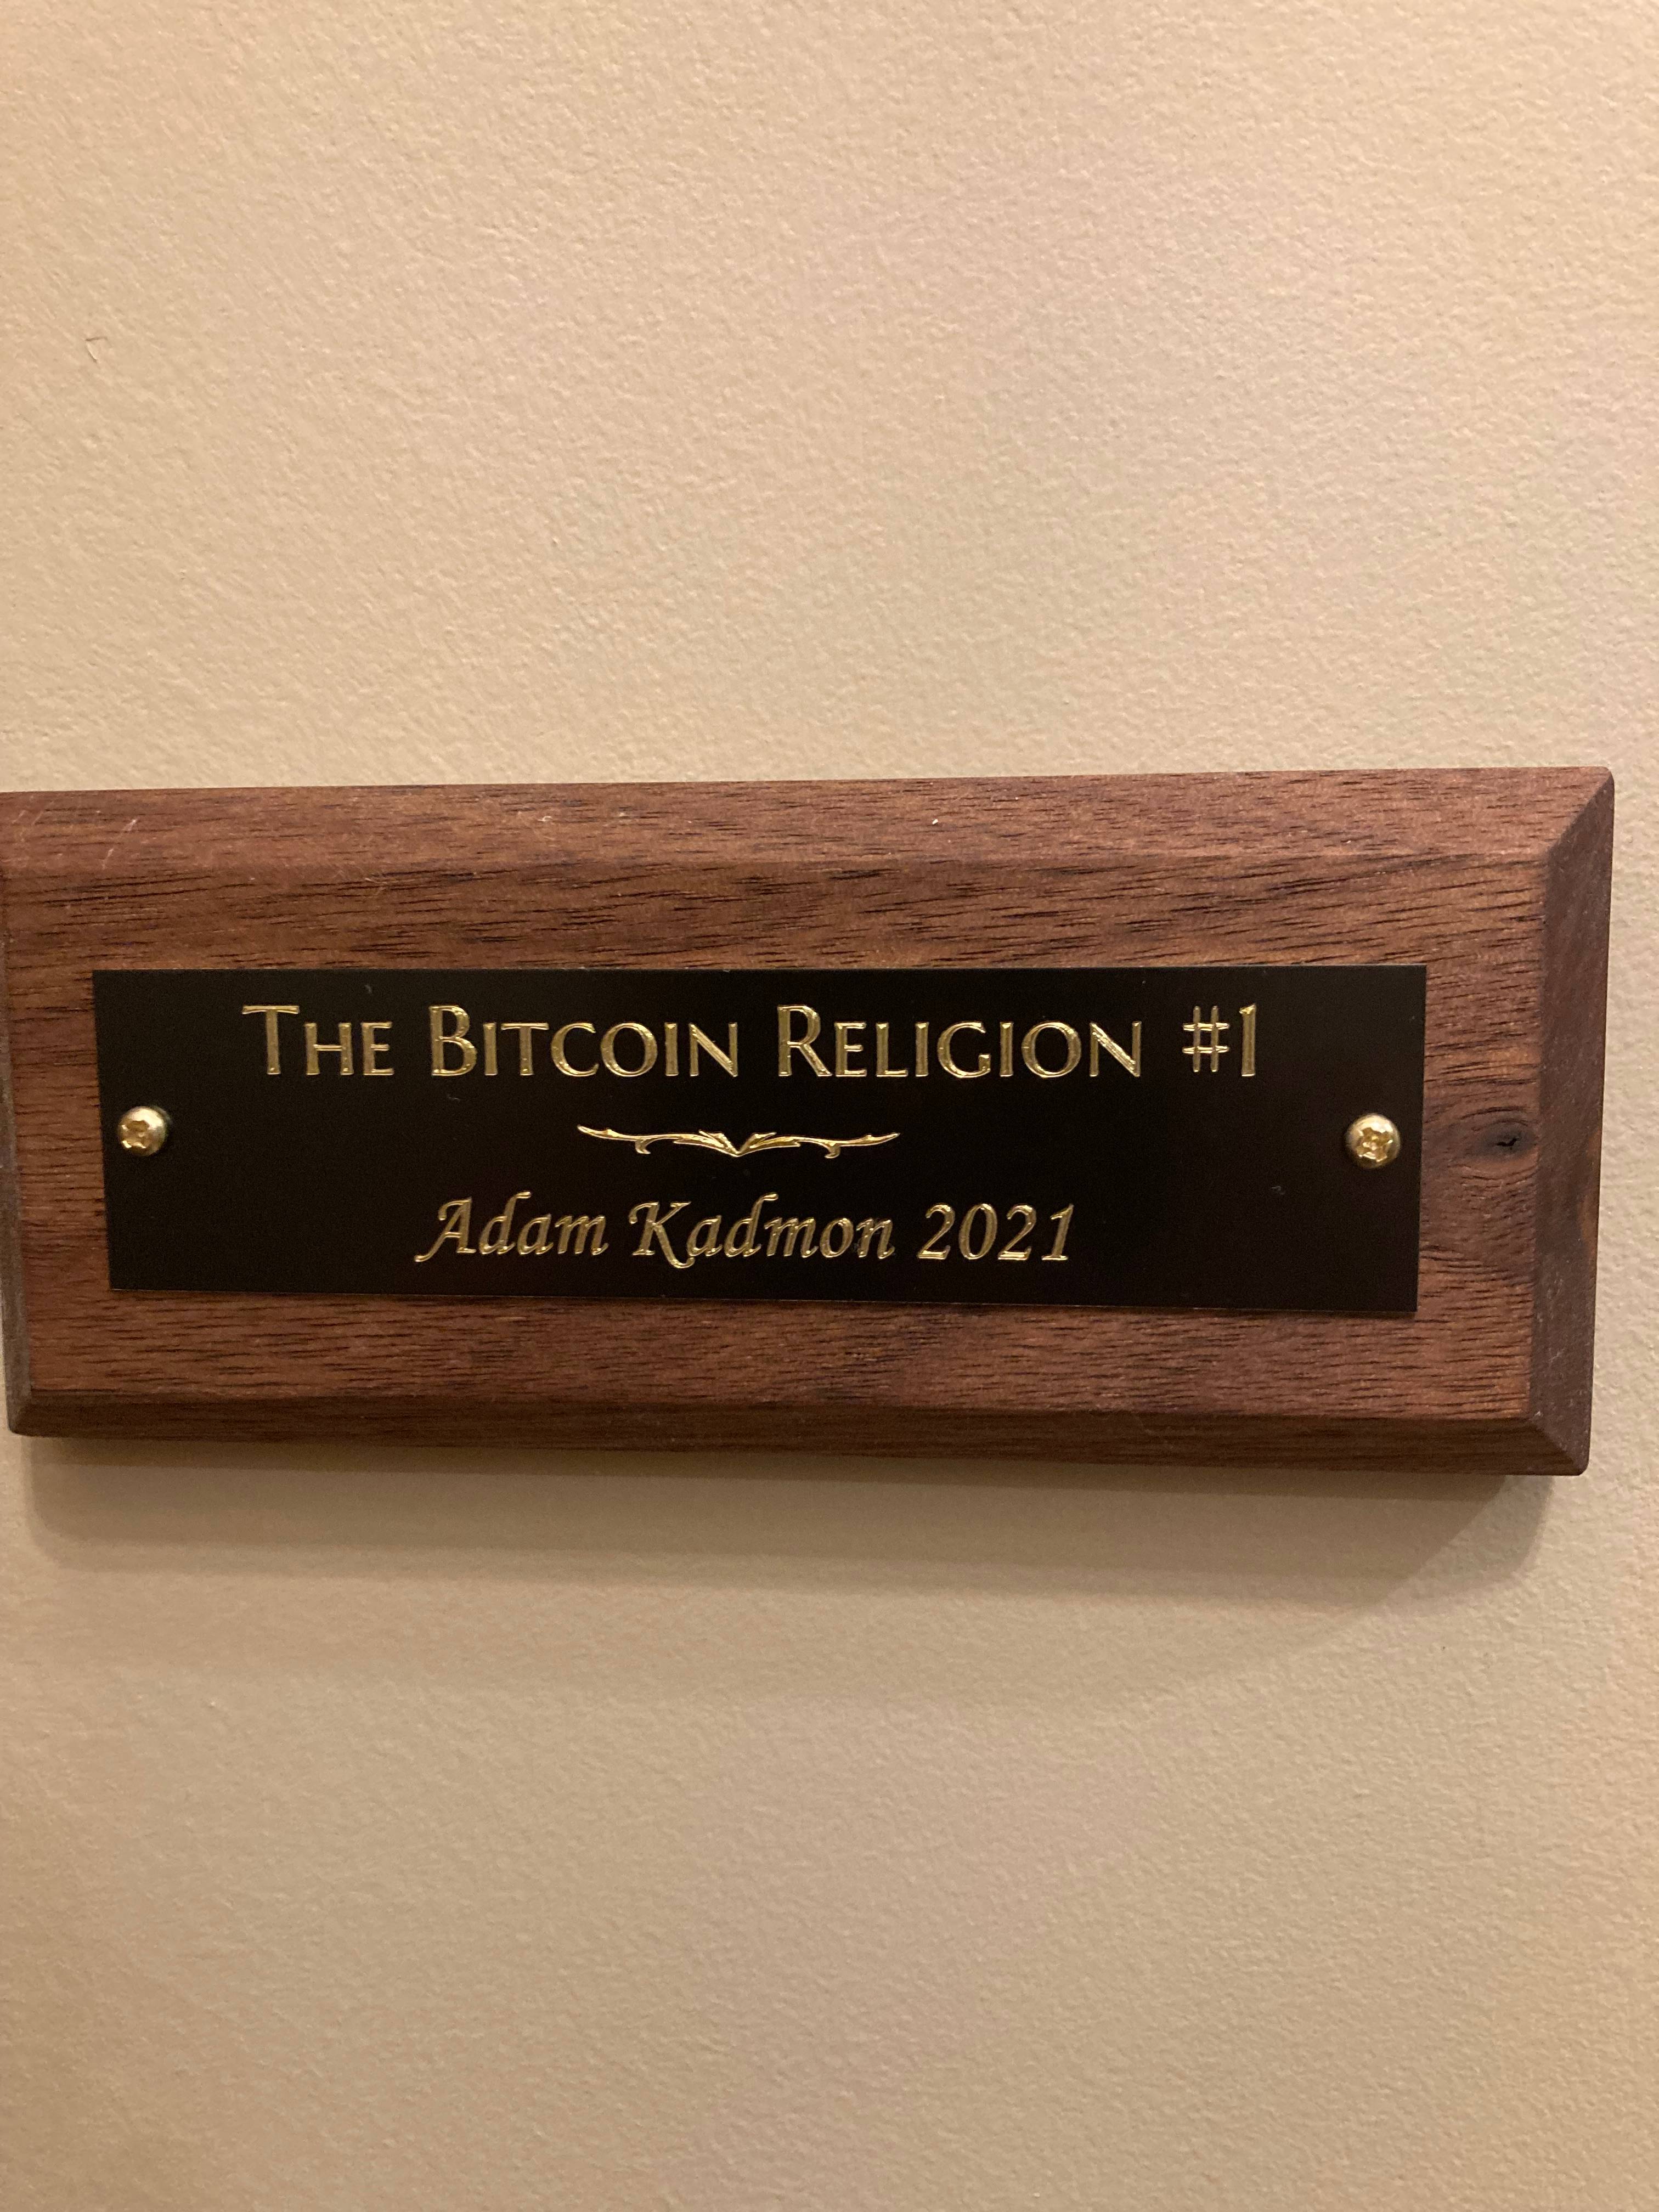 The Bitcoin Religion #1
Adam Kadmon 2021